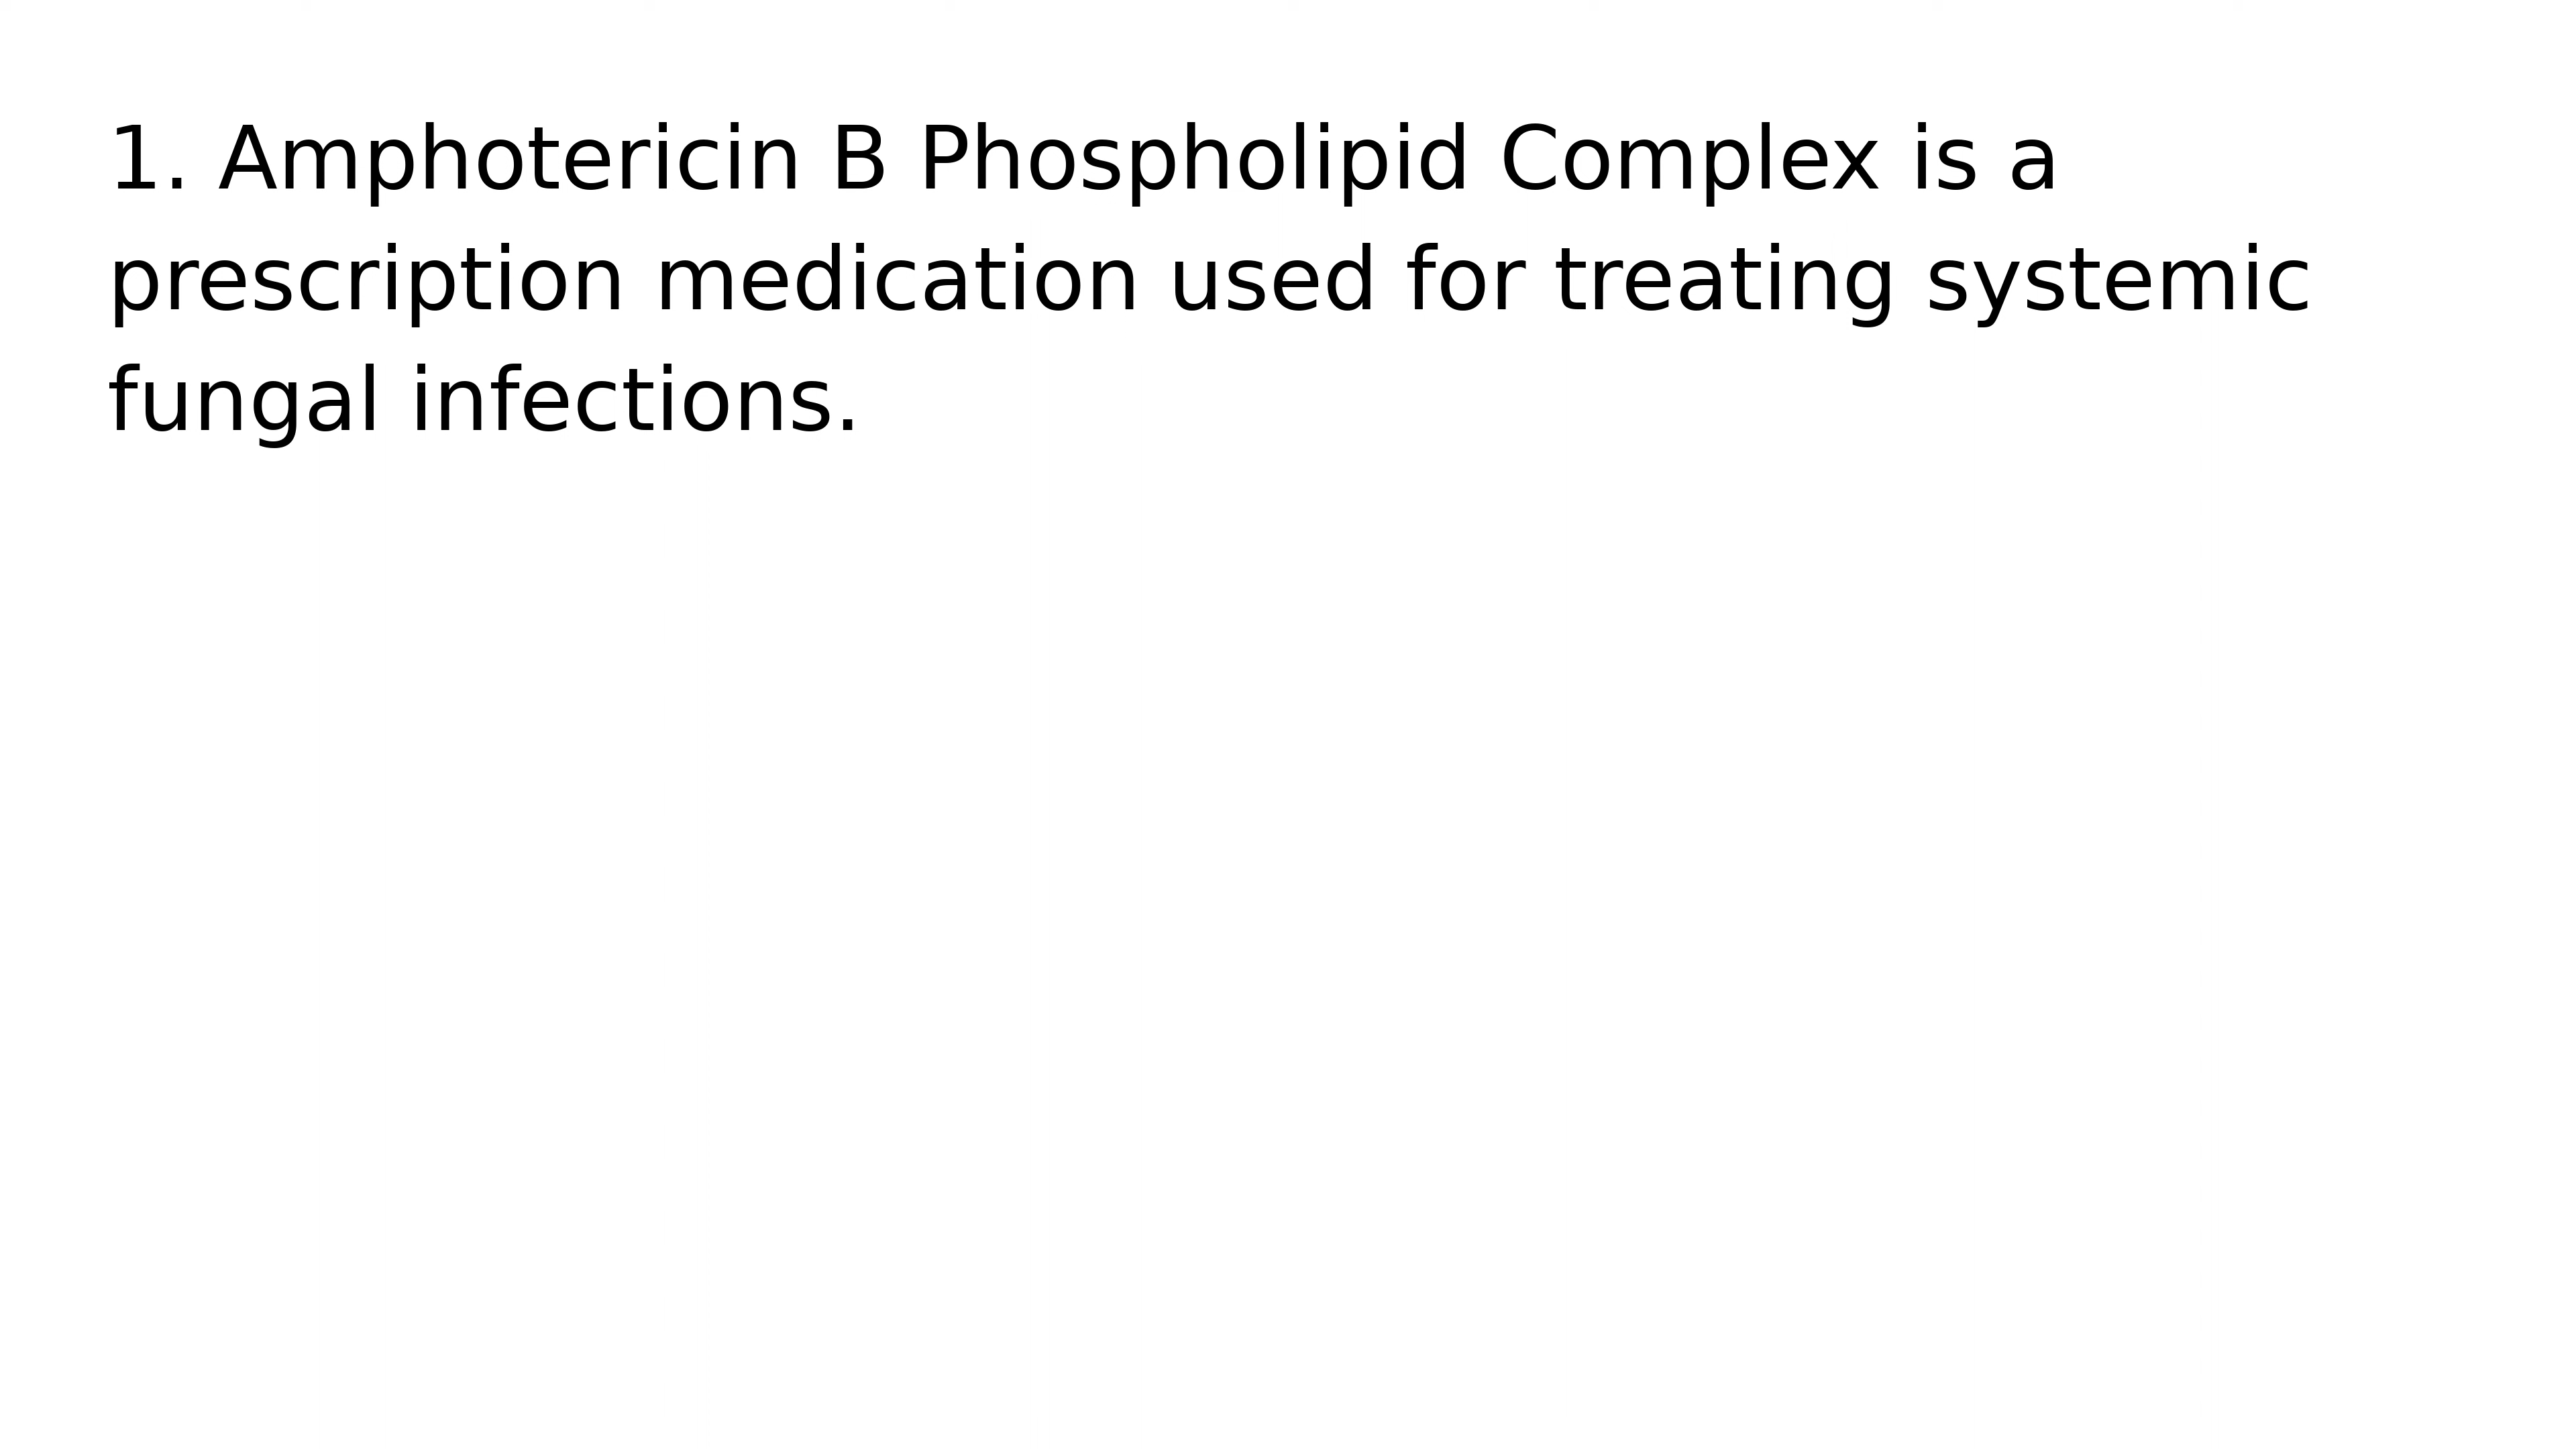 1. Amphotericin B Phospholipid Complex is a
prescription medication used for treating systemic
fungal infections.